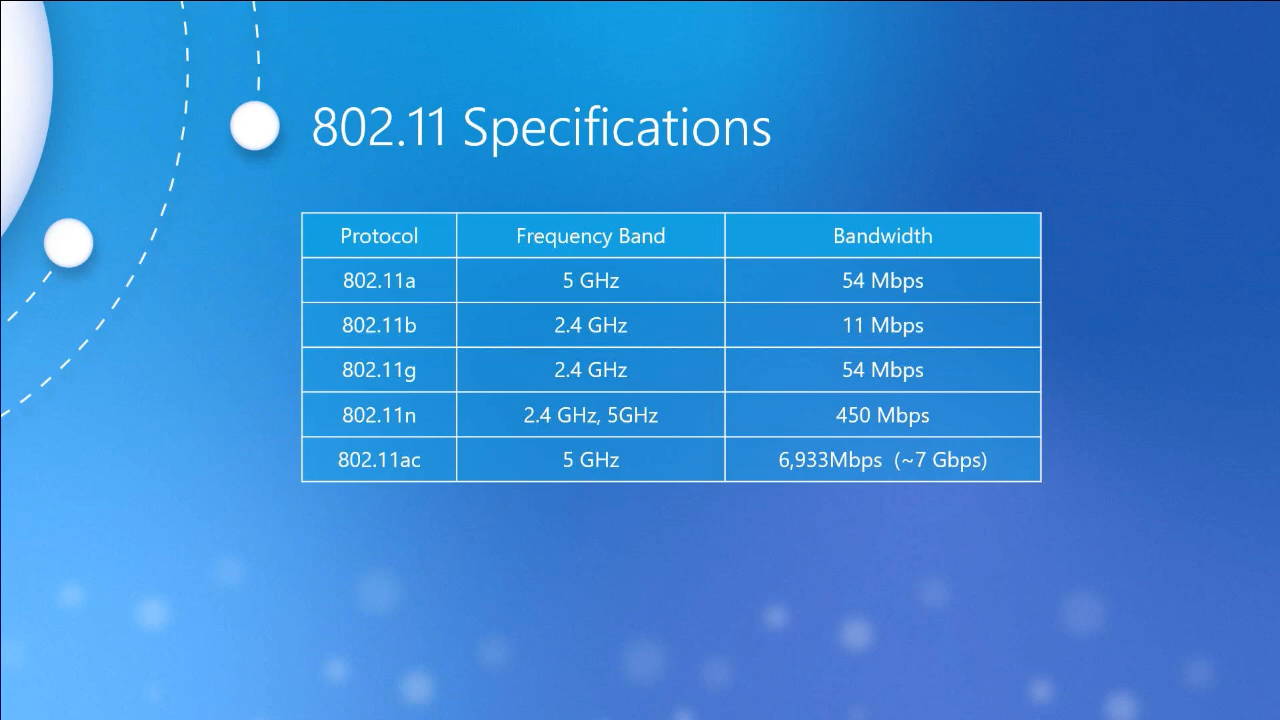 802.11 Specifications
Protocol Frequency Band Bandwidth
802.11a 5 GHz 54 Mbps
802.11b 2.4 GHz 11 Mbps
802.11g 2.4 GHz 54 Mbps
802.11n 2.4 GHz, 5GHz 450 Mbps
802.11ac 5 GHz 6,933Mbps (~7 Gbps)